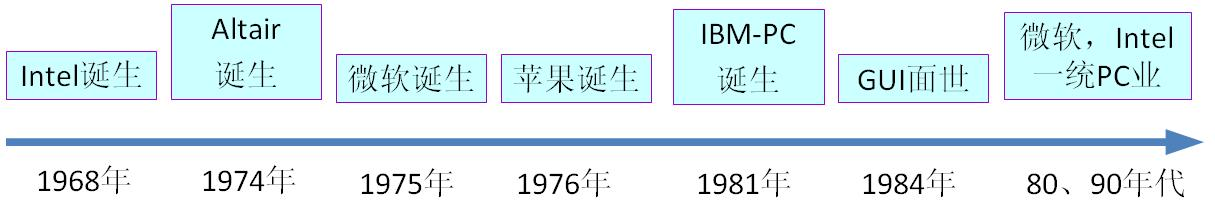 Intel诞生
Altair
诞生
微软诞生
苹果诞生
IBM-PC
诞生
GUI面世
微软，Intel
一统PC业
1968年
1974年
1975年
1976年
1981年
1984年
80、90年代